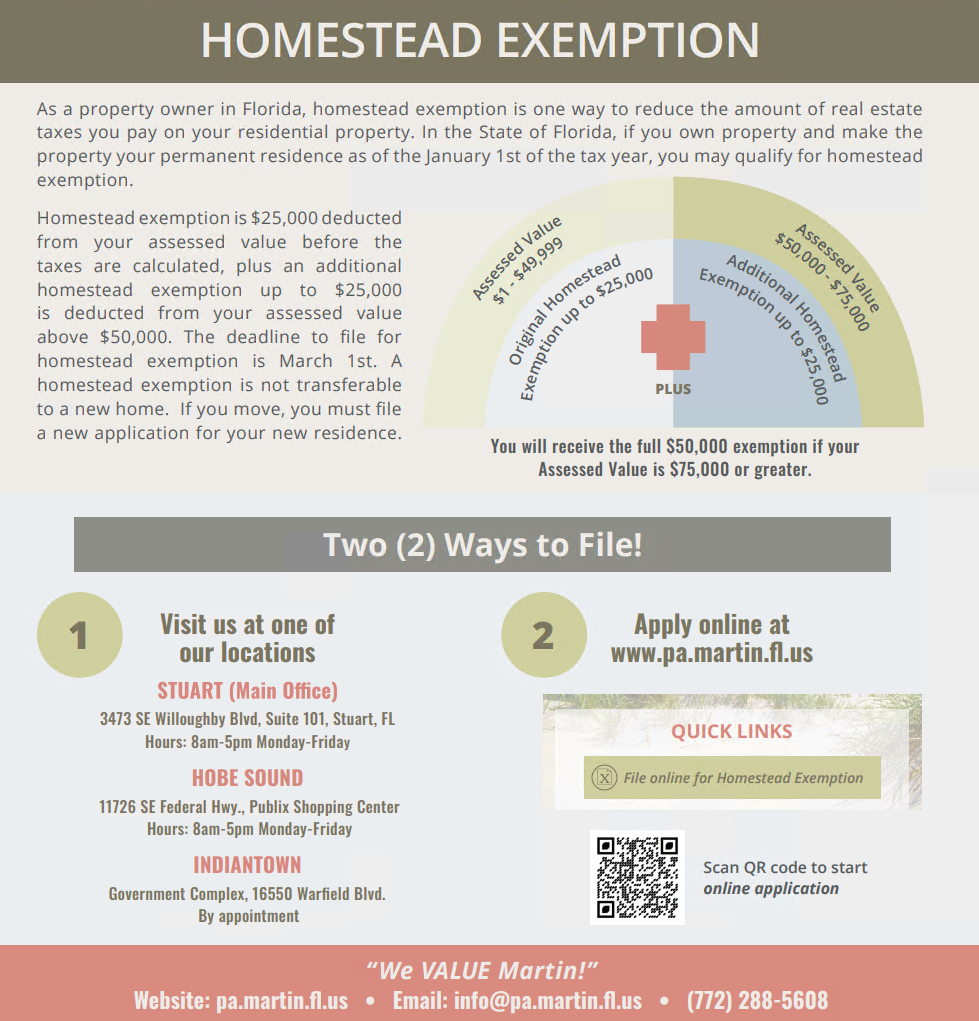 HOMESTEAD EXEMPTION
As a property owner in Florida, homestead exemption is one way to reduce the amount of real estate
taxes you pay on your residential property. In the State of Florida, if you own property and make the
property your permanent residence as of the January 1st of the tax year, you may qualify for homestead
exemption.
Homestead exemption is $25,000 deducted
from your assessed value before the
taxes are calculated, plus an additional
homestead exemption up to $25,000
is deducted from your assessed value
above $50,000. The deadline to file for
homestead exemption is March 1st. A
homestead exemption is not transferable
to a new home. If you move, you must file
a new application for your new residence.
Assessed Value
$1 - $49,999
Original Homestead
Exemption up to $25,000
PLUS
Assessed Value
$50,000 - $75,000
Additional Homestead
Exemption up to $25,000
You will receive the full $50,000 exemption if your
Assessed Value is $75,000 or greater.
Two (2) Ways to File!
1
Visit us at one of
our locations
STUART (Main Office)
3473 SE Willoughby Blvd, Suite 101, Stuart, FL
Hours: 8am-5pm Monday-Friday
HOBE SOUND
11726 SE Federal Hwy., Publix Shopping Center
Hours: 8am-5pm Monday-Friday
INDIANTOWN
Government Complex, 16550 Warfield Blvd.
By appointment
2
Apply online at
www.pa.martin.fl.us
QUICK LINKS
X File online for Homestead Exemption
Scan QR code to start
online application
“We VALUE Martin!”
Website: pa.martin.fl.us • Email: info@pa.martin.fl.us • (772) 288-5608